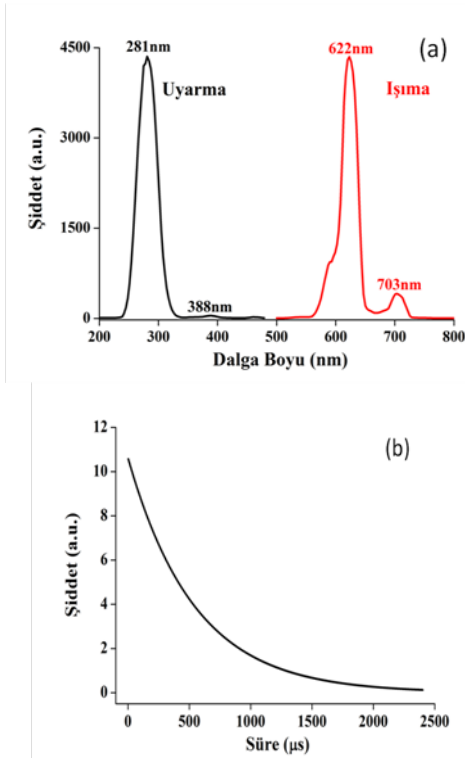 (a)
281nm
622nm
Uyarma
Işıma
388nm
703nm
Şiddet (a.u.)
4500
3000
1500
0
200 300 400 500 600 700 800
Dalga Boyu (nm)
(b)
Şiddet (a.u.)
12
10
8
6
4
2
0
0 500 1000 1500 2000 2500
Süre (µs)